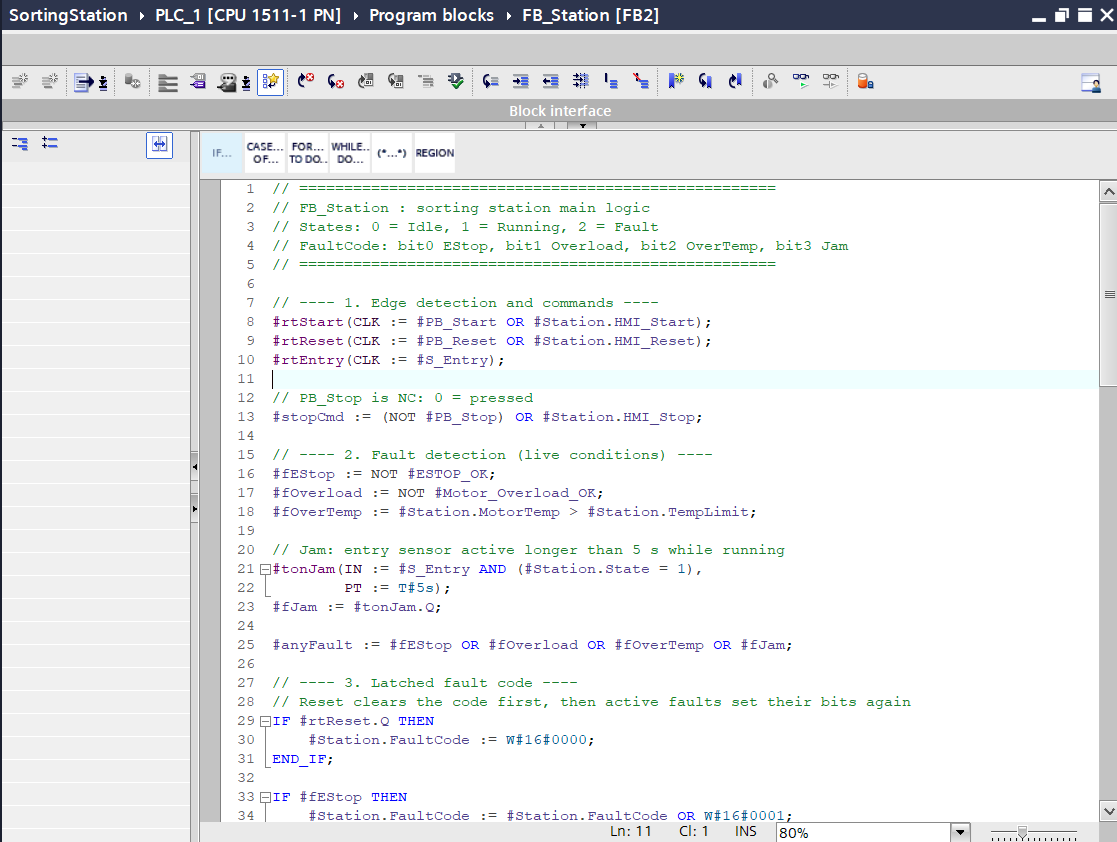 SortingStation › PLC_1 [CPU 1511-1 PN] › Program blocks › FB_Station [FB2]
Block interface
IF... CASE... OF... FOR... TO DO.. WHILE.. DO... (*...*) REGION
1 // =====================================================
2 // FB_Station : sorting station main logic
3 // States: 0 = Idle, 1 = Running, 2 = Fault
4 // FaultCode: bit0 EStop, bit1 Overload, bit2 OverTemp, bit3 Jam
5 // =====================================================
6
7 // ---- 1. Edge detection and commands ----
8 #rtStart(CLK := #PB_Start OR #Station.HMI_Start);
9 #rtReset(CLK := #PB_Reset OR #Station.HMI_Reset);
10 #rtEntry(CLK := #S_Entry);
11
12 // PB_Stop is NC: 0 = pressed
13 #stopCmd := (NOT #PB_Stop) OR #Station.HMI_Stop;
14
15 // ---- 2. Fault detection (live conditions) ----
16 #fEStop := NOT #ESTOP_OK;
17 #fOverload := NOT #Motor_Overload_OK;
18 #fOverTemp := #Station.MotorTemp > #Station.TempLimit;
19
20 // Jam: entry sensor active longer than 5 s while running
21 #tonJam(IN := #S_Entry AND (#Station.State = 1),
22         PT := T#5s);
23 #fJam := #tonJam.Q;
24
25 #anyFault := #fEStop OR #fOverload OR #fOverTemp OR #fJam;
26
27 // ---- 3. Latched fault code ----
28 // Reset clears the code first, then active faults set their bits again
29 IF #rtReset.Q THEN
30     #Station.FaultCode := W#16#0000;
31 END_IF;
32
33 IF #fEStop THEN
34     #Station.FaultCode := #Station.FaultCode OR W#16#0001;
Ln: 11 Cl: 1 INS 80%